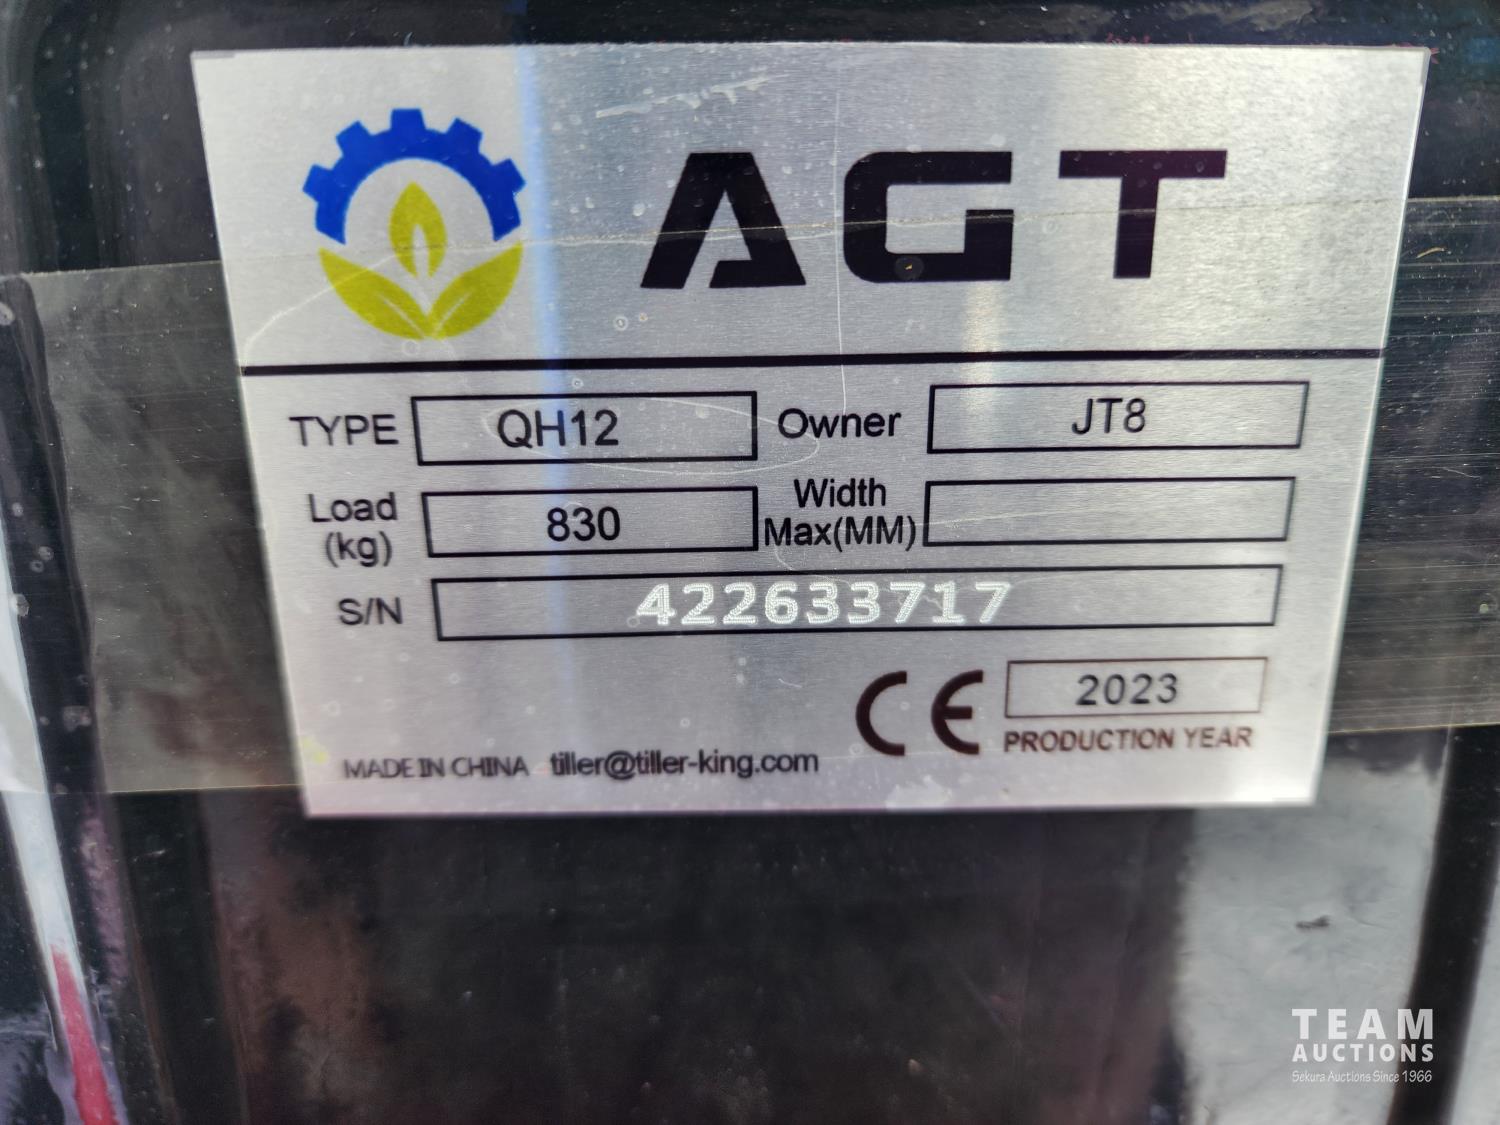 AGT
TYPE QH12 Owner JT8
Load (kg) 830 Width Max(MM)
S/N 422633717
CE 2023
PRODUCTION YEAR
MADE IN CHINA tiller@tiller-king.com
TEAM
AUCTIONS
Sekura Auctions Since 1966